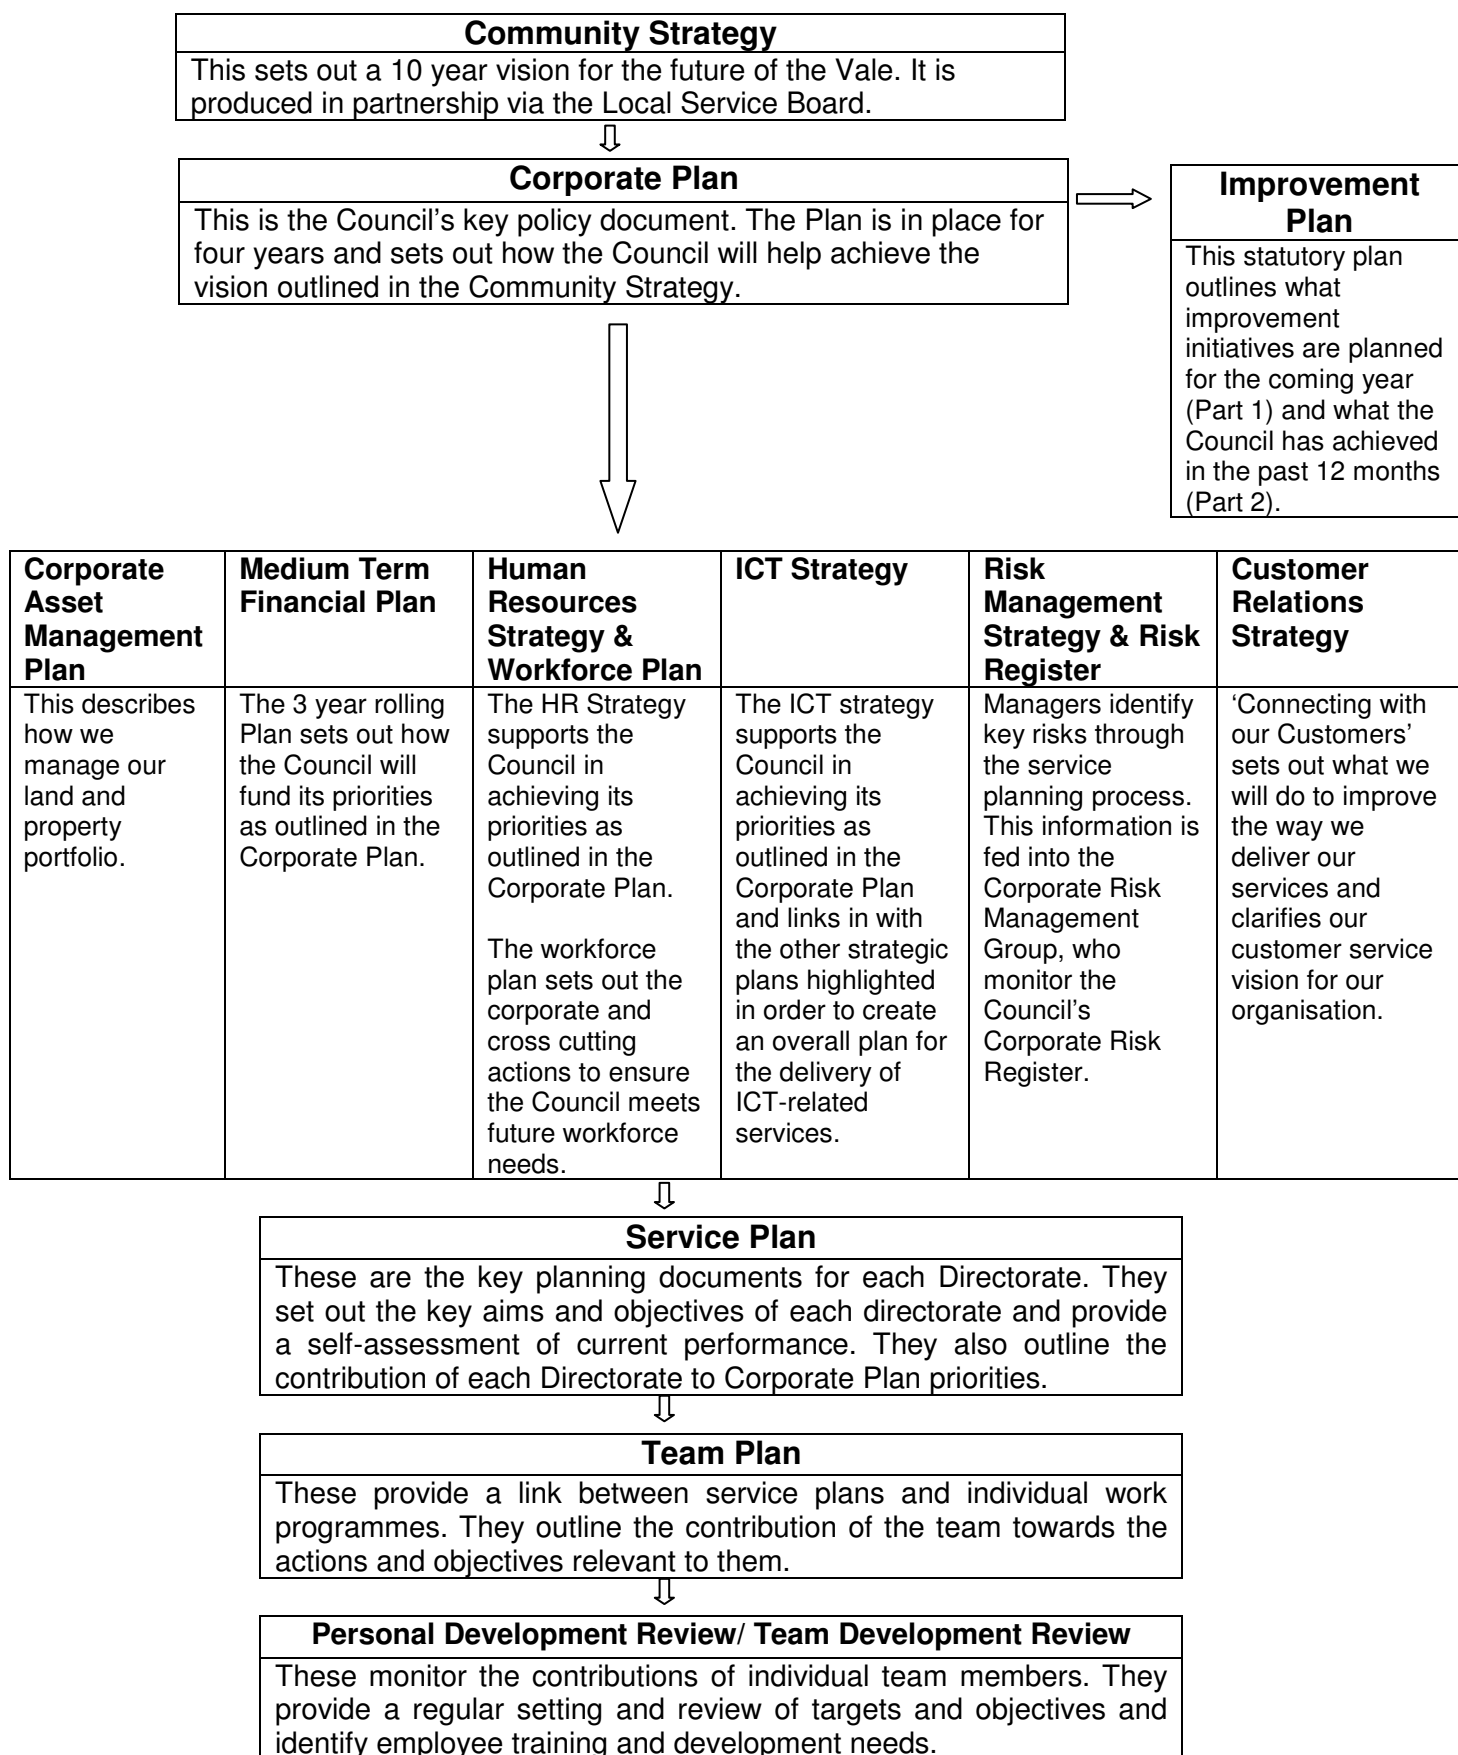 Community Strategy
This sets out a 10 year vision for the future of the Vale. It is
produced in partnership via the Local Service Board.
Corporate Plan
This is the Council's key policy document. The Plan is in place for
four years and sets out how the Council will help achieve the
vision outlined in the Community Strategy.
Improvement
Plan
This statutory plan
outlines what
improvement
initiatives are planned
for the coming year
(Part 1) and what the
Council has achieved
in the past 12 months
(Part 2).
Corporate
Asset
Management
Plan
This describes
how we
manage our
land and
property
portfolio.
Medium Term
Financial Plan
The 3 year rolling
Plan sets out how
the Council will
fund its priorities
as outlined in the
Corporate Plan.
Human
Resources
Strategy &
Workforce Plan
The HR Strategy
supports the
Council in
achieving its
priorities as
outlined in the
Corporate Plan.
The workforce
plan sets out the
corporate and
cross cutting
actions to ensure
the Council meets
future workforce
needs.
ICT Strategy
The ICT strategy
supports the
Council in
achieving its
priorities as
outlined in the
Corporate Plan
and links in with
the other strategic
plans highlighted
in order to create
an overall plan for
the delivery of
ICT-related
services.
Risk
Management
Strategy & Risk
Register
Managers identify
key risks through
the service
planning process.
This information is
fed into the
Corporate Risk
Management
Group, who
monitor the
Council's
Corporate Risk
Register.
Customer
Relations
Strategy
'Connecting with
our Customers'
sets out what we
will do to improve
the way we
deliver our
services and
clarifies our
customer service
vision for our
organisation.
Service Plan
These are the key planning documents for each Directorate. They
set out the key aims and objectives of each directorate and provide
a self-assessment of current performance. They also outline the
contribution of each Directorate to Corporate Plan priorities.
Team Plan
These provide a link between service plans and individual work
programmes. They outline the contribution of the team towards the
actions and objectives relevant to them.
Personal Development Review/ Team Development Review
These monitor the contributions of individual team members. They
provide a regular setting and review of targets and objectives and
identify employee training and development needs.